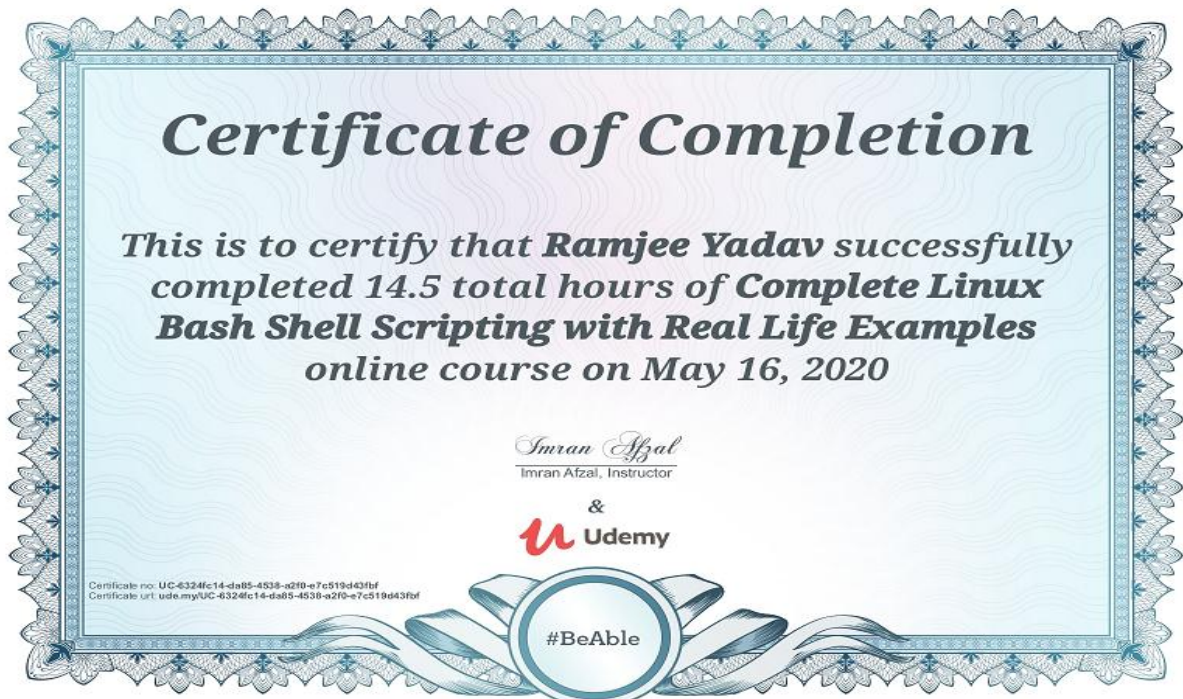 Certificate of Completion
This is to certify that Ramjee Yadav successfully
completed 14.5 total hours of Complete Linux
Bash Shell Scripting with Real Life Examples
online course on May 16, 2020
Imran Afzal
Imran Afzal, Instructor
&
Udemy
Certificate no: UC-6324fc14-da85-4538-a2f0-e7c519d43fbf
Certificate url: ude.my/UC-6324fc14-da85-4538-a2f0-e7c519d43fbf
#BeAble